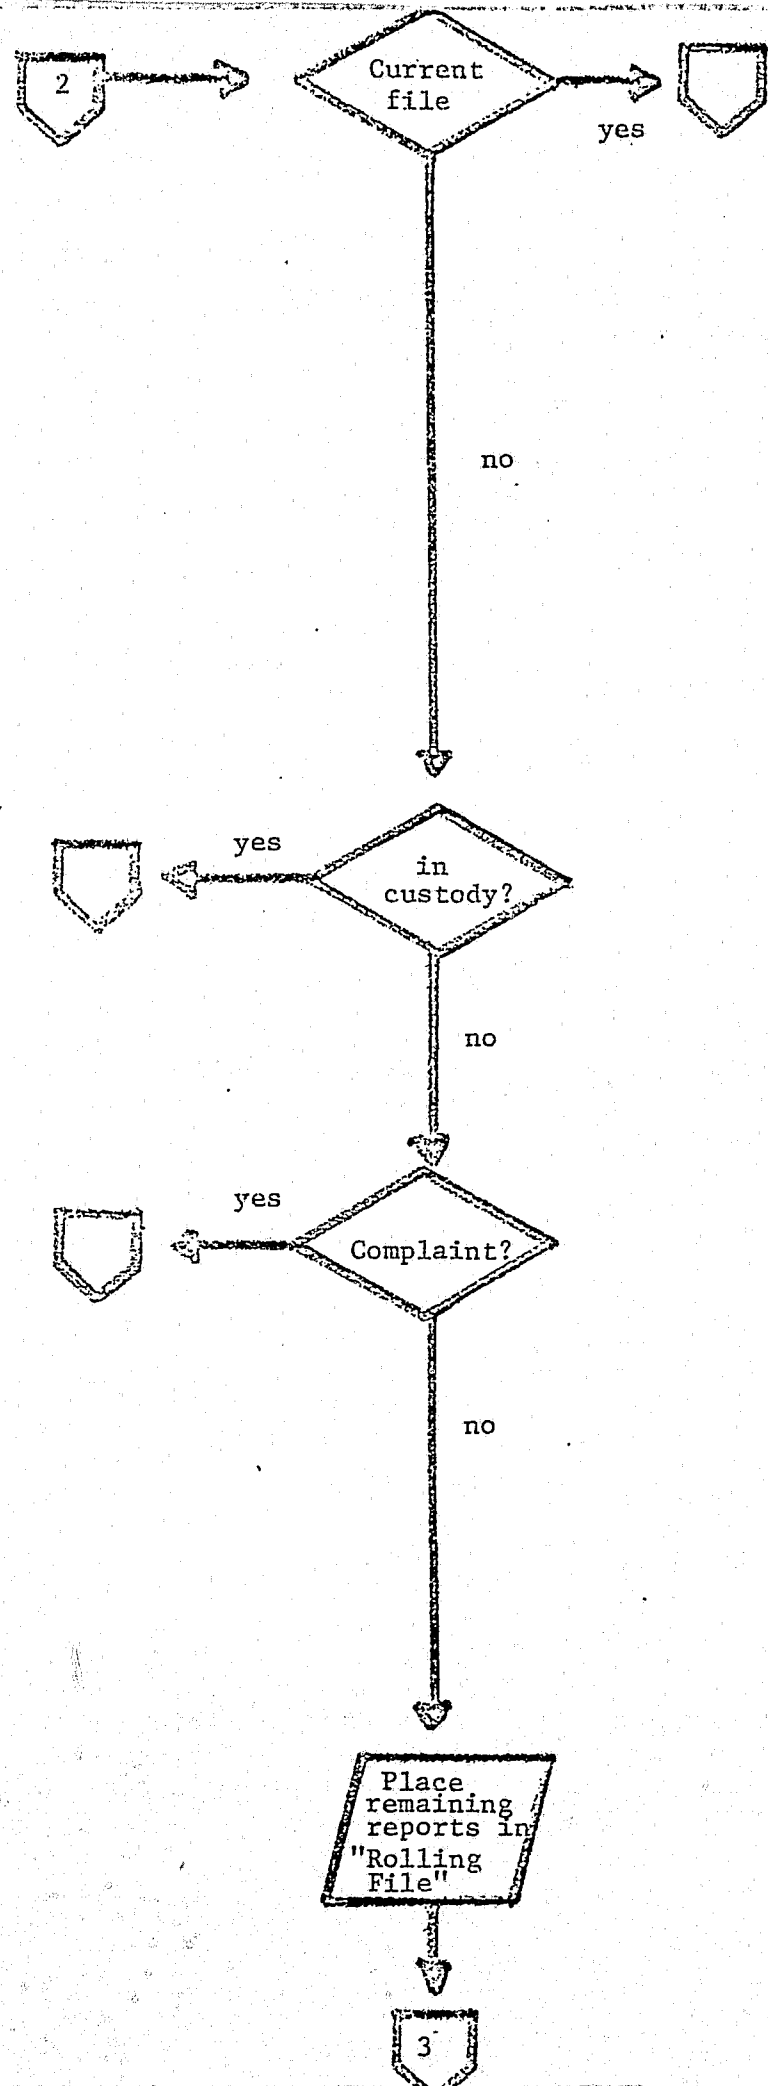 2
Current
file
yes
no
yes
in
custody?
no
yes
Complaint?
no
Place
remaining
reports in
"Rolling
File"
3